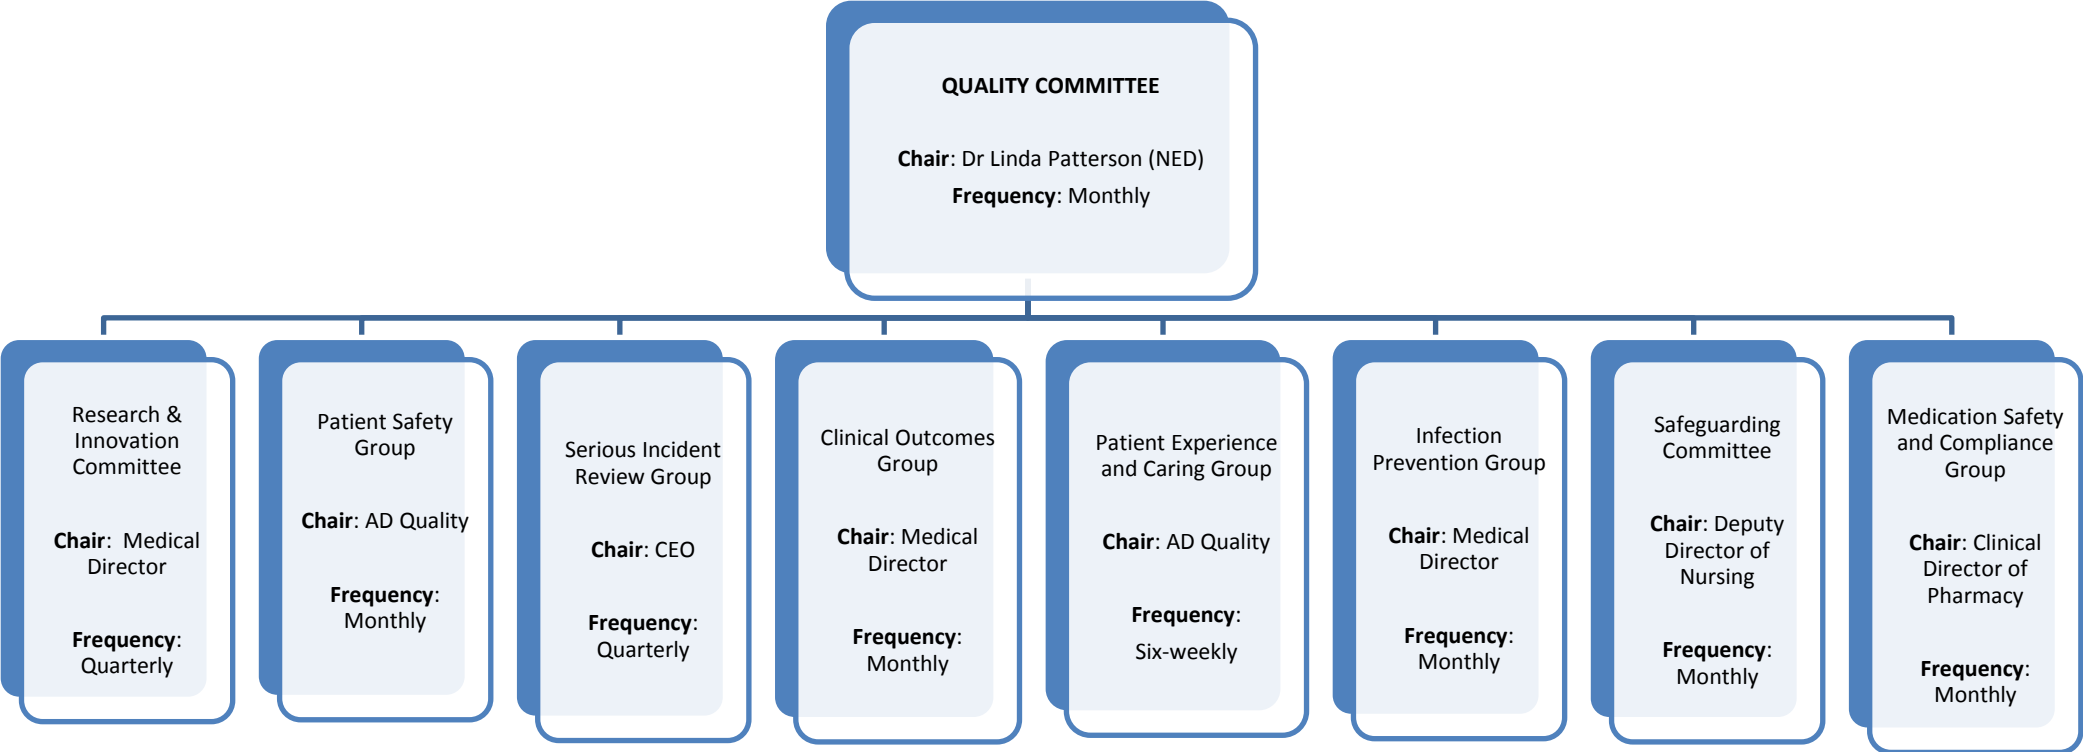 QUALITY COMMITTEE
Chair: Dr Linda Patterson (NED)
Frequency: Monthly
Research &
Innovation
Committee
Chair:  Medical
Director
Frequency:
Quarterly
Patient Safety
Group
Chair: AD Quality
Frequency:
Monthly
Serious Incident
Review Group
Chair: CEO
Frequency:
Quarterly
Clinical Outcomes
Group
Chair: Medical
Director
Frequency:
Monthly
Patient Experience
and Caring Group
Chair: AD Quality
Frequency:
Six-weekly
Infection
Prevention Group
Chair: Medical
Director
Frequency:
Monthly
Safeguarding
Committee
Chair: Deputy
Director of
Nursing
Frequency:
Monthly
Medication Safety
and Compliance
Group
Chair: Clinical
Director of
Pharmacy
Frequency:
Monthly